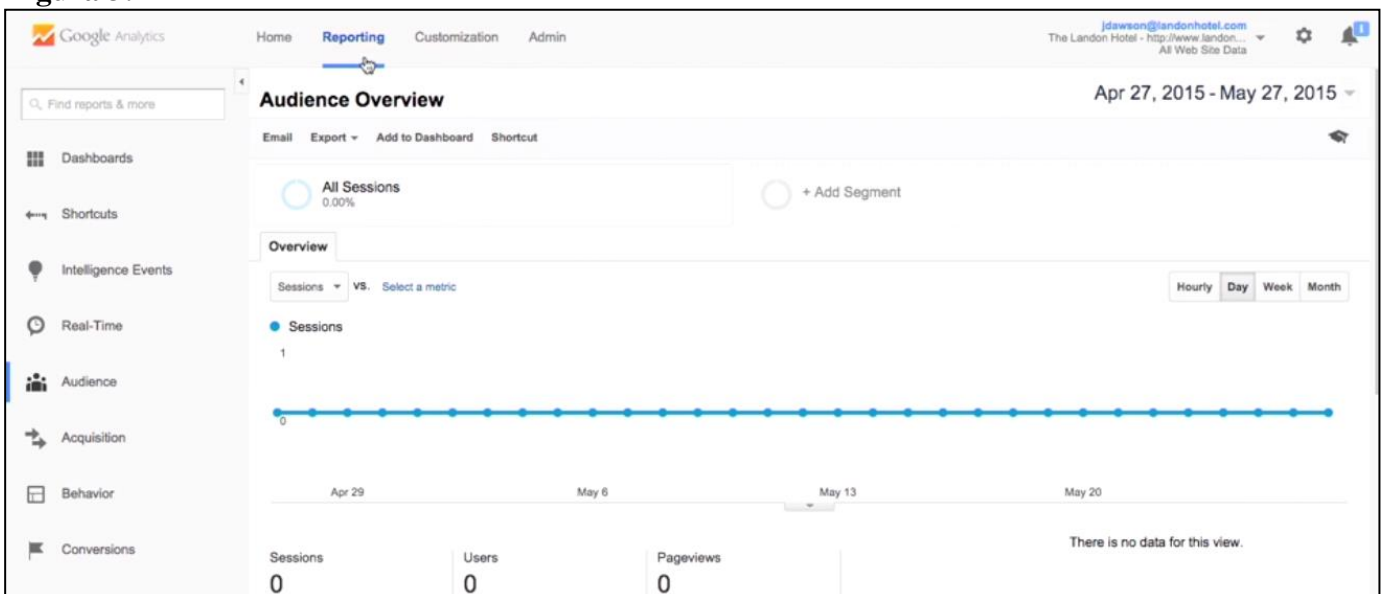 Google Analytics
Home Reporting Customization Admin
jdawson@landonhotel.com
The Landon Hotel - http://www.landon...
All Web Site Data
1
Find reports & more
Audience Overview
Apr 27, 2015 - May 27, 2015
Email Export Add to Dashboard Shortcut
Dashboards
Shortcuts
Intelligence Events
Real-Time
Audience
Acquisition
Behavior
Conversions
All Sessions
0.00%
+ Add Segment
Overview
Sessions VS. Select a metric
Hourly Day Week Month
Sessions
1
0
Apr 29 May 6 May 13 May 20
Sessions
0
Users
0
Pageviews
0
There is no data for this view.